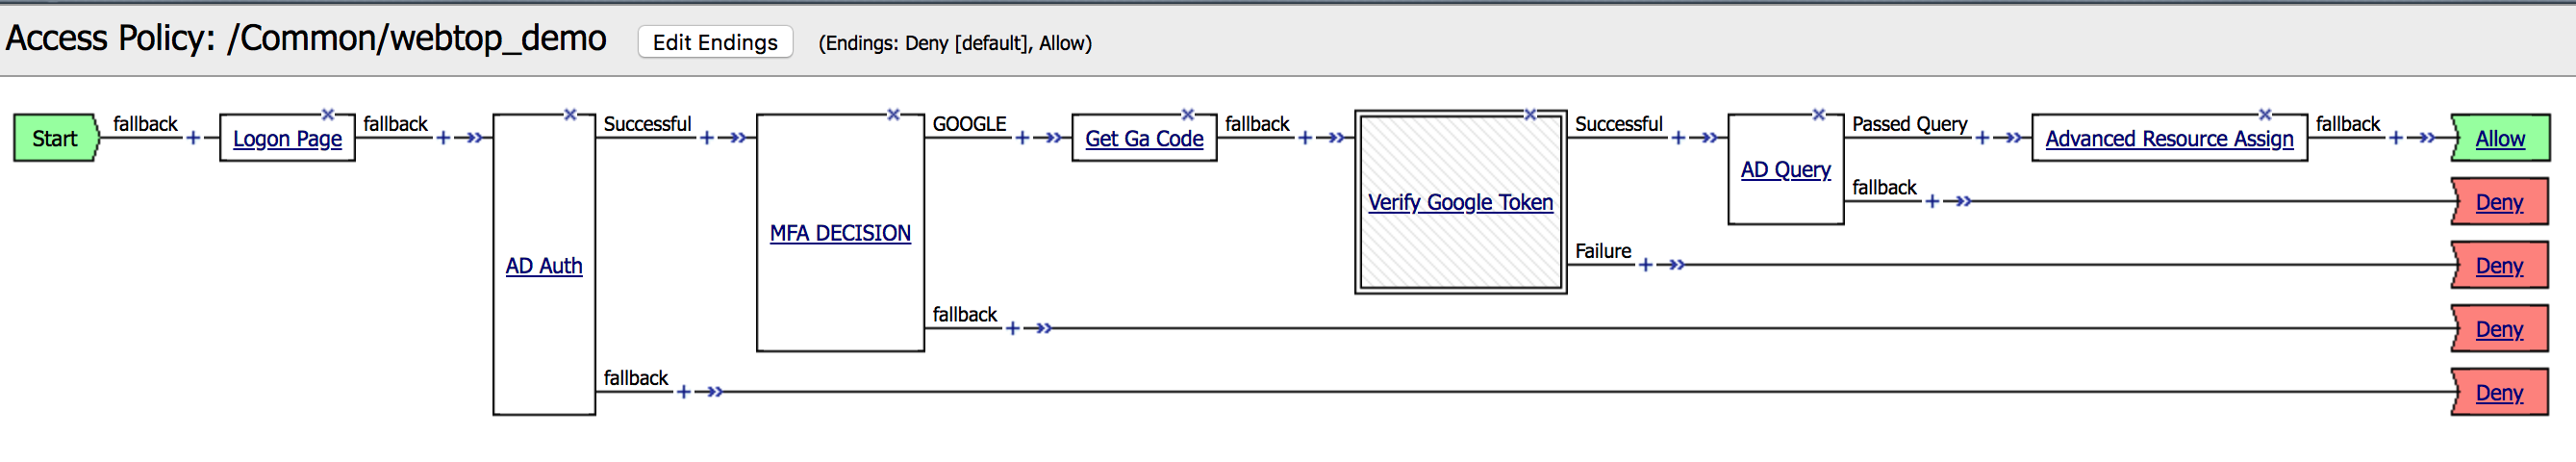 Access Policy: /Common/webtop_demo Edit Endings (Endings: Deny [default], Allow)
Start fallback + Logon Page fallback + Successful + GOOGLE + Get Ga Code fallback + Successful + Passed Query + Advanced Resource Assign fallback + Allow
AD Query
fallback + Deny
Verify Google Token
MFA DECISION
Failure + Deny
AD Auth
fallback + Deny
fallback + Deny